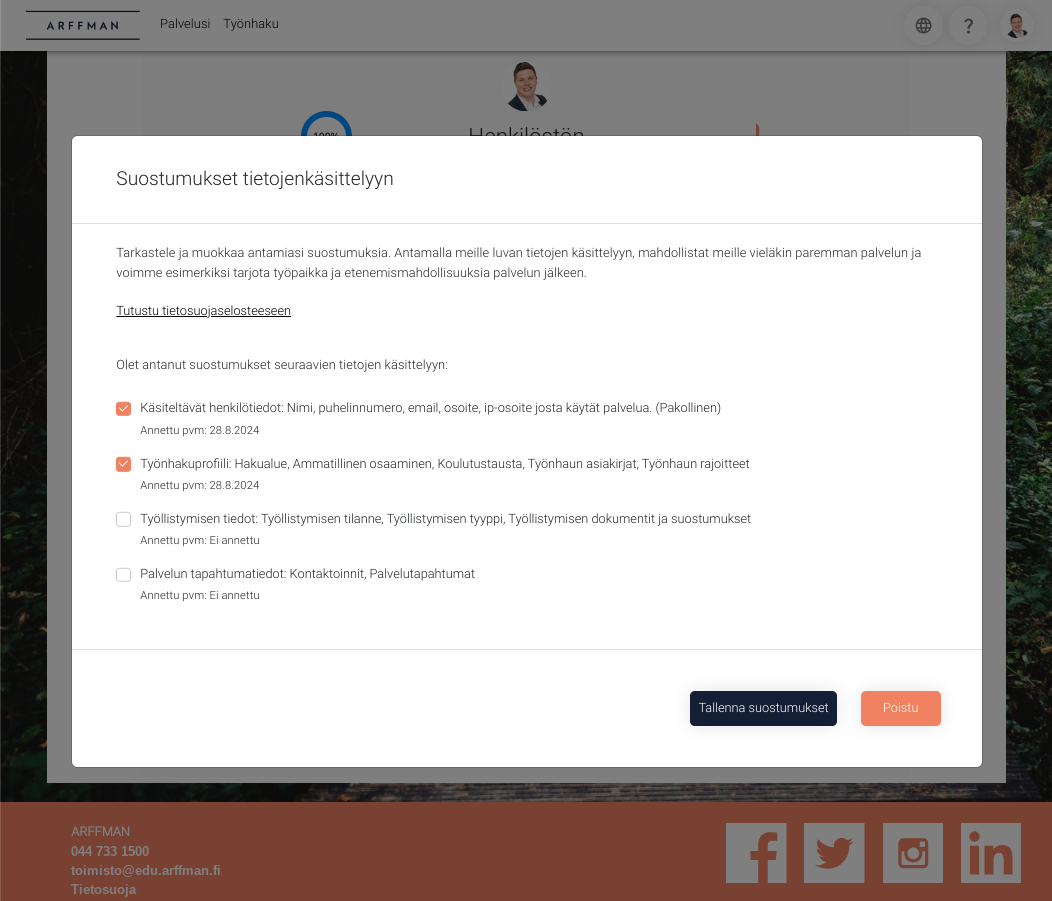 ARFFMAN Palvelusi Työnhaku ?
100%
Henkilöstön
Suostumukset tietojenkäsittelyyn
Tarkastele ja muokkaa antamiasi suostumuksia. Antamalla meille luvan tietojen käsittelyyn, mahdollistat meille vieläkin paremman palvelun ja
voimme esimerkiksi tarjota työpaikka ja etenemismahdollisuuksia palvelun jälkeen.
Tutustu tietosuojaselosteeseen
Olet antanut suostumukset seuraavien tietojen käsittelyyn:
Käsiteltävät henkilötiedot: Nimi, puhelinnumero, email, osoite, ip-osoite josta käytät palvelua. (Pakollinen)
Annettu pvm: 28.8.2024
Työnhakuprofiili: Hakualue, Ammatillinen osaaminen, Koulutustausta, Työnhaun asiakirjat, Työnhaun rajoitteet
Annettu pvm: 28.8.2024
Työllistymisen tiedot: Työllistymisen tilanne, Työllistymisen tyyppi, Työllistymisen dokumentit ja suostumukset
Annettu pvm: Ei annettu
Palvelun tapahtumatiedot: Kontaktoinnit, Palvelutapahtumat
Annettu pvm: Ei annettu
Tallenna suostumukset Poistu
ARFFMAN
044 733 1500
toimisto@edu.arffman.fi
Tietosuoja